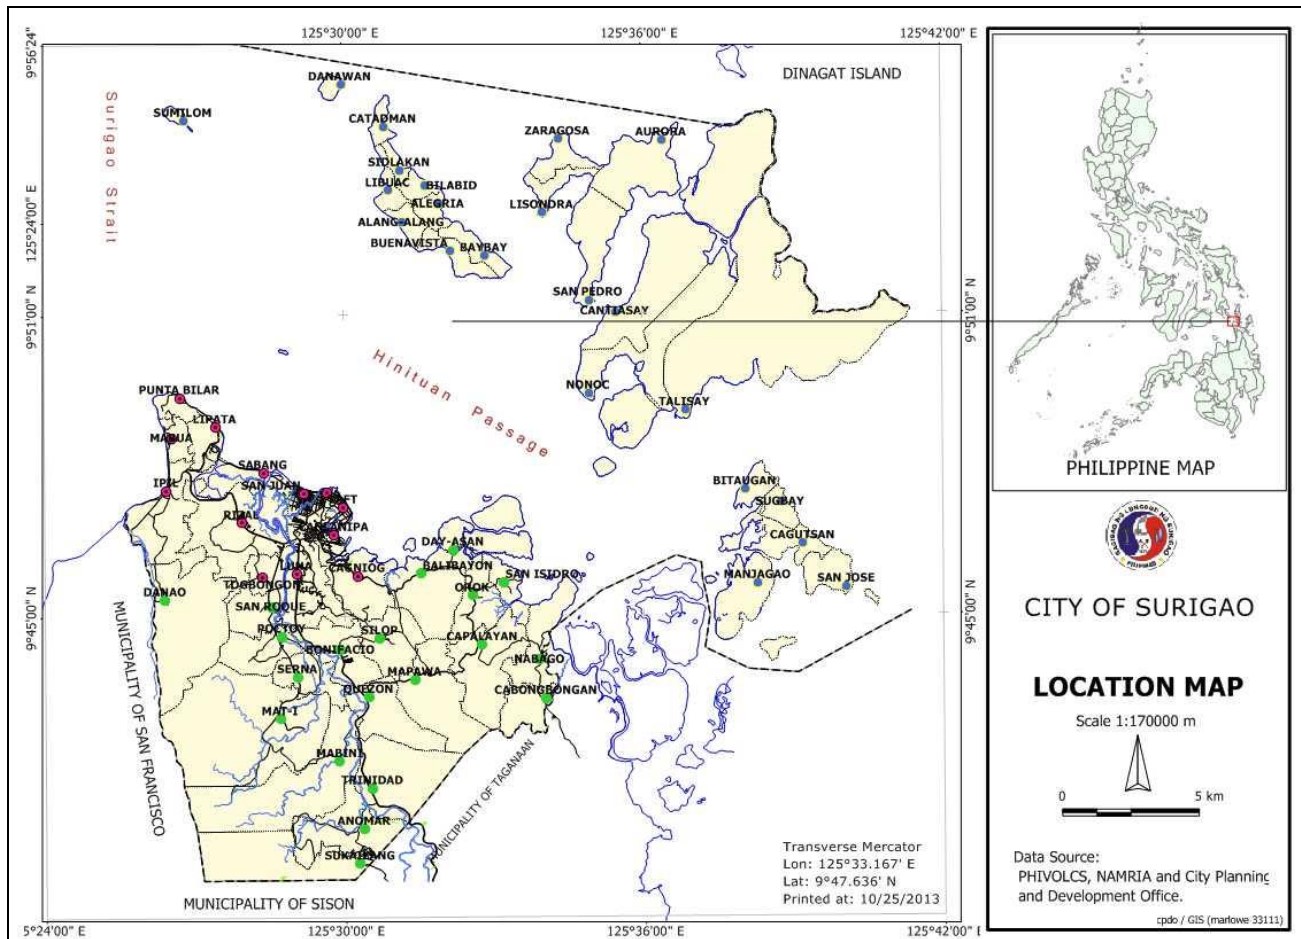 125°30'00" E
125°36'00" E
125°42'00" E
9°56'24"
DINAGAT ISLAND
DANAWAN
SUMILOM
CATADMAN
ZARAGOSA
AURORA
Surigao Strait
SIDLAKAN
LIBUAC
BILABID
ALEGRIA
LISONDRA
ALANG-ALANG
125°24'00" E
BUENAVISTA
BAYBAY
SAN PEDRO
CANTIASAY
9°51'00" N
9°51'00" N
Hinituan Passage
NONOC
TALISAY
PUNTA BILAR
LIPATA
MABUA
SABANG
IPIL
SAN JUAN
RIZAL
BITAUGAN
SUGBAY
CAGUTSAN
DAY-ASAN
BALIBAYON
LUNA
TOGBONGON
CAGNIOG
OROK
SAN ISIDRO
MANJAGAO
SAN JOSE
DANAO
SAN ROQUE
9°45'00" N
9°45'00" N
POCTOY
SILOP
CAPALAYAN
BONIFACIO
NABAGO
SERNA
MAPAWA
QUEZON
CABONGBONGAN
MAT-I
MABINI
TRINIDAD
ANOMAR
MUNICIPALITY OF SAN FRANCISCO
MUNICIPALITY OF TAGANAAN
MUNICIPALITY OF SISON
Transverse Mercator
Lon: 125°33.167' E
Lat: 9°47.636' N
Printed at: 10/25/2013
5°24'00" E
125°30'00" E
125°36'00" E
125°42'00" E
PHILIPPINE MAP
CITY OF SURIGAO
LOCATION MAP
Scale 1:170000 m
0 5 km
Data Source:
PHIVOLCS, NAMRIA and City Planning
and Development Office.
cpdo / GIS (marlowe 33111)